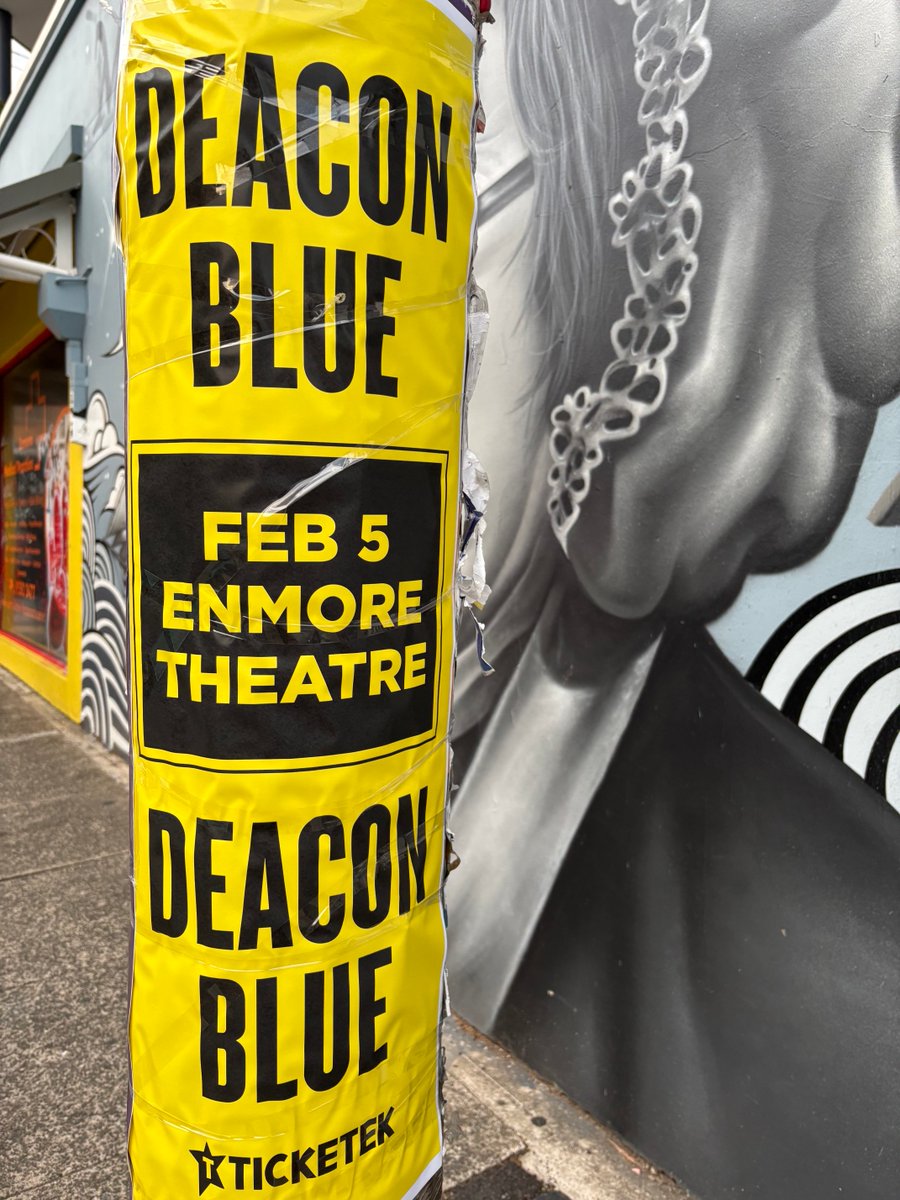 DEACON
BLUE
FEB 5
ENMORE
THEATRE
DEACON
BLUE
TICKETEK